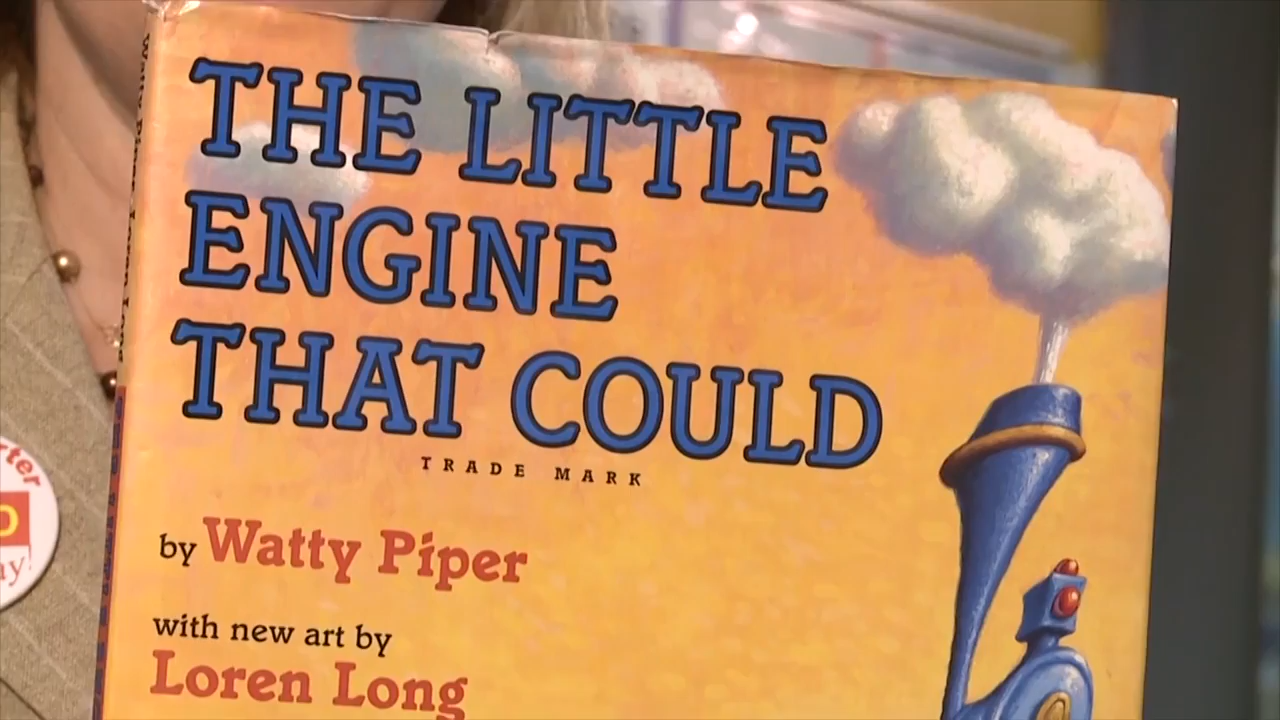 THE LITTLE
ENGINE
THAT COULD
TRADE MARK
by Watty Piper
with new art by
Loren Long